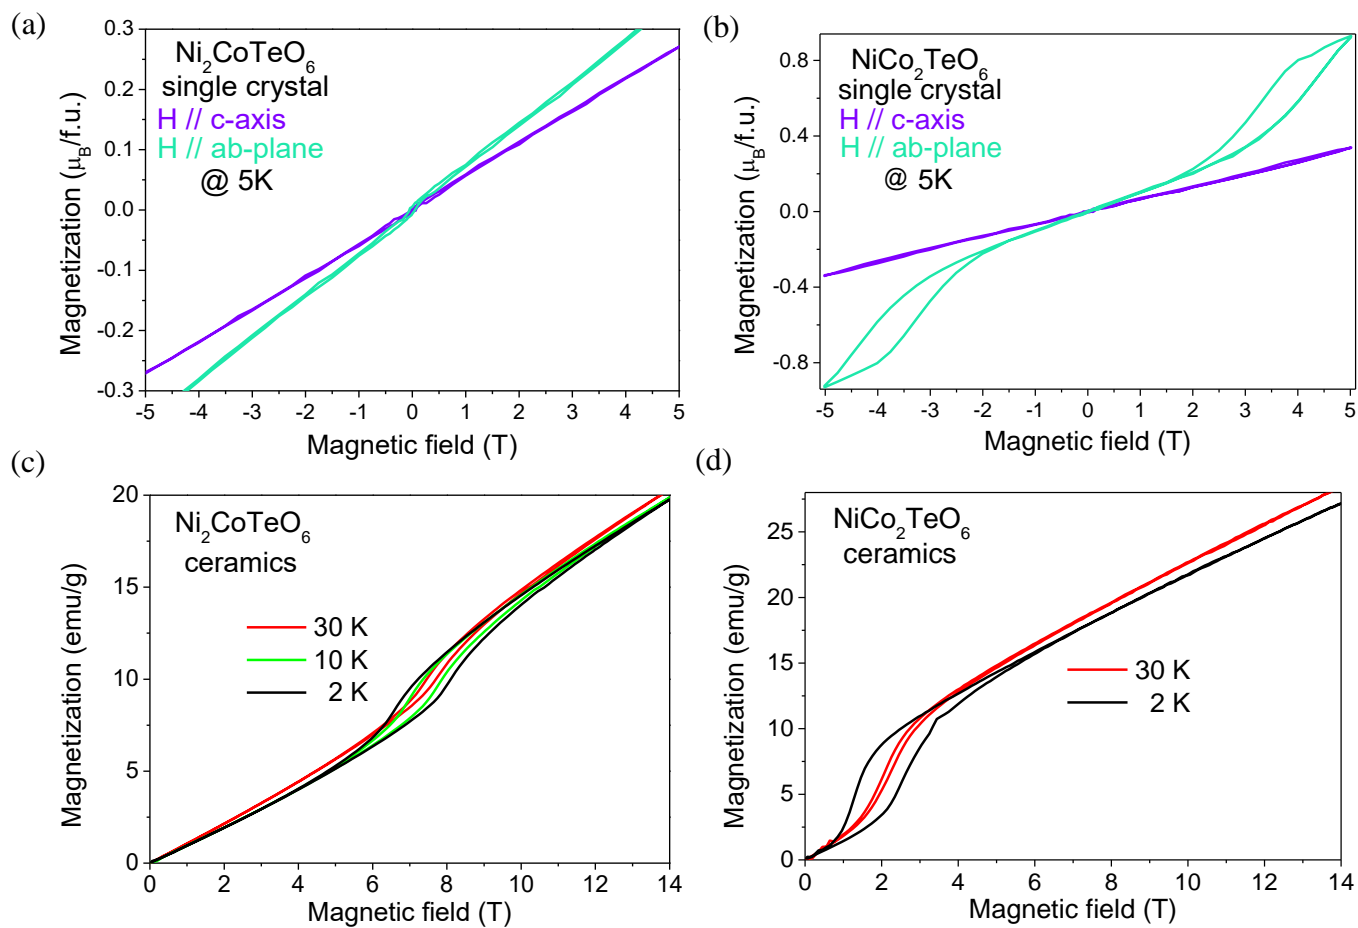 (a)
Ni2CoTeO6
single crystal
H // c-axis
H // ab-plane
@ 5K
0.3
0.2
0.1
0.0
-0.1
-0.2
-0.3
Magnetization (μB/f.u.)
-5 -4 -3 -2 -1 0 1 2 3 4 5
Magnetic field (T)
(b)
NiCo2TeO6
single crystal
H // c-axis
H // ab-plane
@ 5K
0.8
0.4
0.0
-0.4
-0.8
Magnetization (μB/f.u.)
-5 -4 -3 -2 -1 0 1 2 3 4 5
Magnetic field (T)
(c)
Ni2CoTeO6
ceramics
30 K
10 K
2 K
20
15
10
5
0
Magnetization (emu/g)
0 2 4 6 8 10 12 14
Magnetic field (T)
(d)
NiCo2TeO6
ceramics
30 K
2 K
25
20
15
10
5
0
Magnetization (emu/g)
0 2 4 6 8 10 12 14
Magnetic field (T)